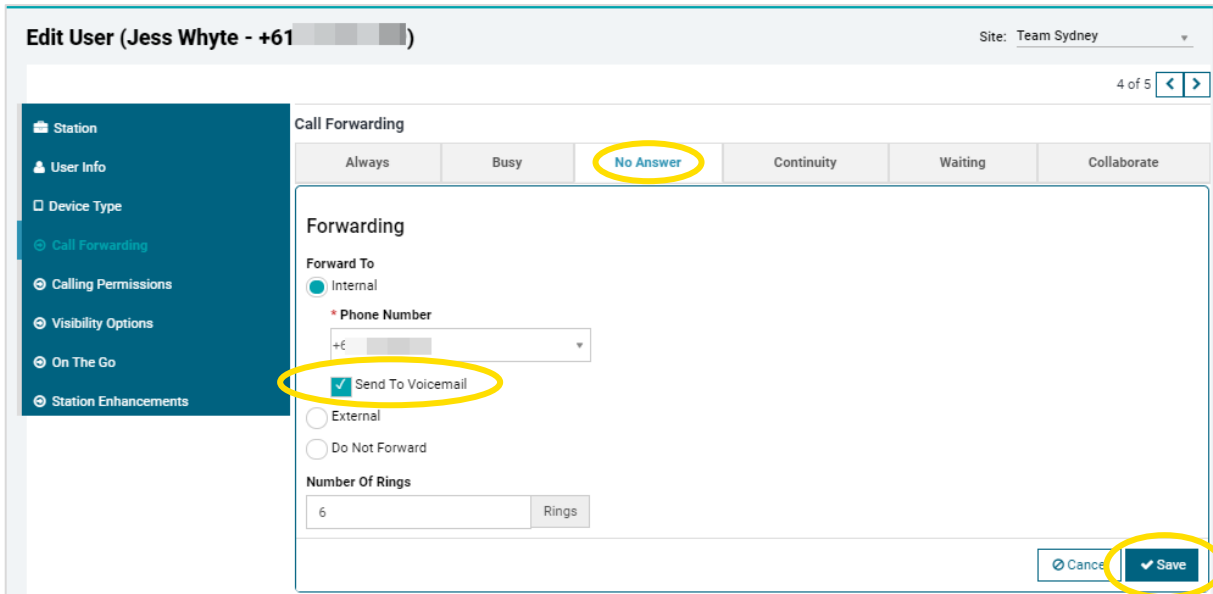 Edit User (Jess Whyte - +61 )
Site: Team Sydney
4 of 5
Station
User Info
Device Type
Call Forwarding
Calling Permissions
Visibility Options
On The Go
Station Enhancements
Call Forwarding
Always Busy No Answer Continuity Waiting Collaborate
Forwarding
Forward To
Internal
* Phone Number
Send To Voicemail
External
Do Not Forward
Number Of Rings
6 Rings
Cancel Save